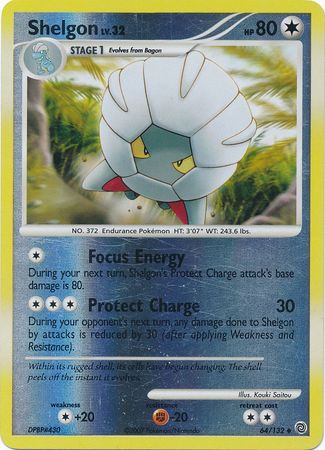 Shelgon LV.32 HP 80
STAGE 1 Evolves from Bagon
NO. 372 Endurance Pokémon HT: 3'07" WT: 243.6 lbs.
Focus Energy
During your next turn, Shelgon's Protect Charge attack's base
damage is 80.
Protect Charge 30
During your opponent's next turn, any damage done to Shelgon
by attacks is reduced by 30 (after applying Weakness and
Resistance).
Within its rugged shell, its cells have begun changing. The shell
peels off the instant it evolves.
Illus. Kouki Saitou
weakness resistance retreat cost
+20 -20
DPBP#430 ©2007 Pokémon/Nintendo 64/132